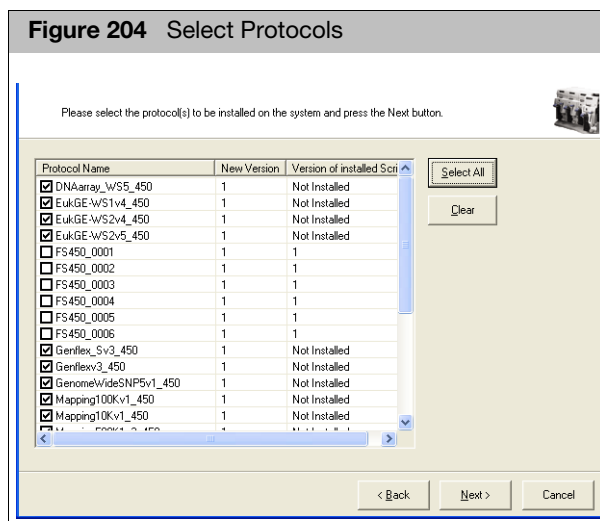 Figure 204 Select Protocols
Please select the protocol(s) to be installed on the system and press the Next button.
Protocol Name New Version Version of installed Scri
DNAarray_WS5_450 1 Not Installed
EukGE-WS1v4_450 1 Not Installed
EukGE-WS2v4_450 1 Not Installed
EukGE-WS2v5_450 1 Not Installed
FS450_0001 1 1
FS450_0002 1 1
FS450_0003 1 1
FS450_0004 1 1
FS450_0005 1 1
FS450_0006 1 1
Genflex_Sv3_450 1 Not Installed
Genflexv3_450 1 Not Installed
GenomeWideSNP5v1_450 1 Not Installed
Mapping100Kv1_450 1 Not Installed
Mapping10Kv1_450 1 Not Installed
Select All
Clear
< Back Next > Cancel